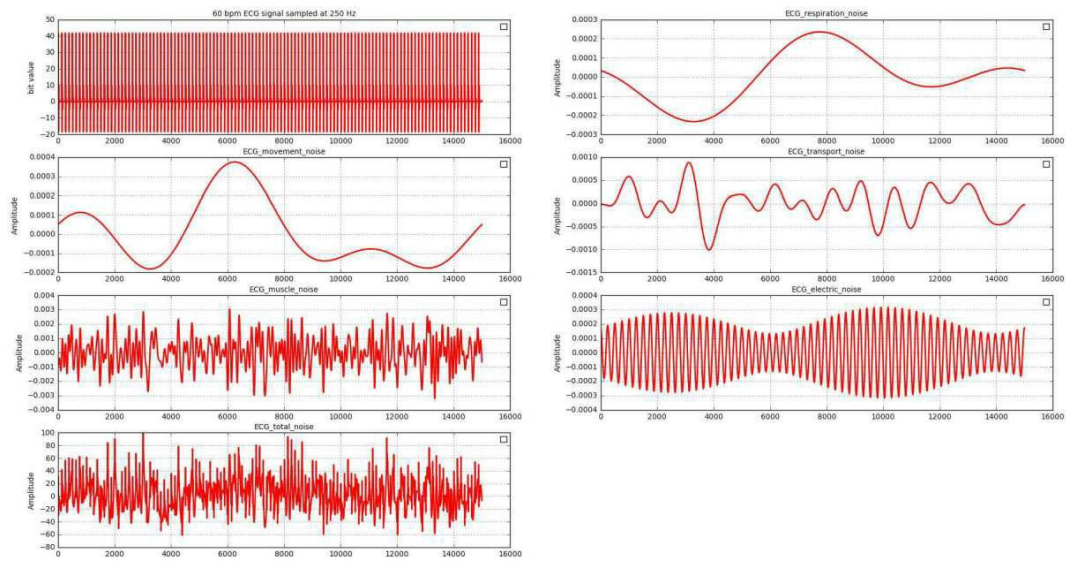 60 bpm ECG signal sampled at 250 Hz
50
40
30
20
10
0
−10
−20
bit value
0 2000 4000 6000 8000 10000 12000 14000 16000
ECG_respiration_noise
0.0003
0.0002
0.0001
0.0000
−0.0001
−0.0002
−0.0003
Amplitude
0 2000 4000 6000 8000 10000 12000 14000 16000
ECG_movement_noise
0.0004
0.0003
0.0002
0.0001
0.0000
−0.0001
−0.0002
Amplitude
0 2000 4000 6000 8000 10000 12000 14000 16000
ECG_transport_noise
0.0010
0.0005
0.0000
−0.0005
−0.0010
−0.0015
Amplitude
0 2000 4000 6000 8000 10000 12000 14000 16000
ECG_muscle_noise
0.004
0.003
0.002
0.001
0.000
−0.001
−0.002
−0.003
−0.004
Amplitude
0 2000 4000 6000 8000 10000 12000 14000 16000
ECG_electric_noise
0.0004
0.0003
0.0002
0.0001
0.0000
−0.0001
−0.0002
−0.0003
−0.0004
Amplitude
0 2000 4000 6000 8000 10000 12000 14000 16000
ECG_total_noise
100
80
60
40
20
0
−20
−40
−60
−80
Amplitude
0 2000 4000 6000 8000 10000 12000 14000 16000